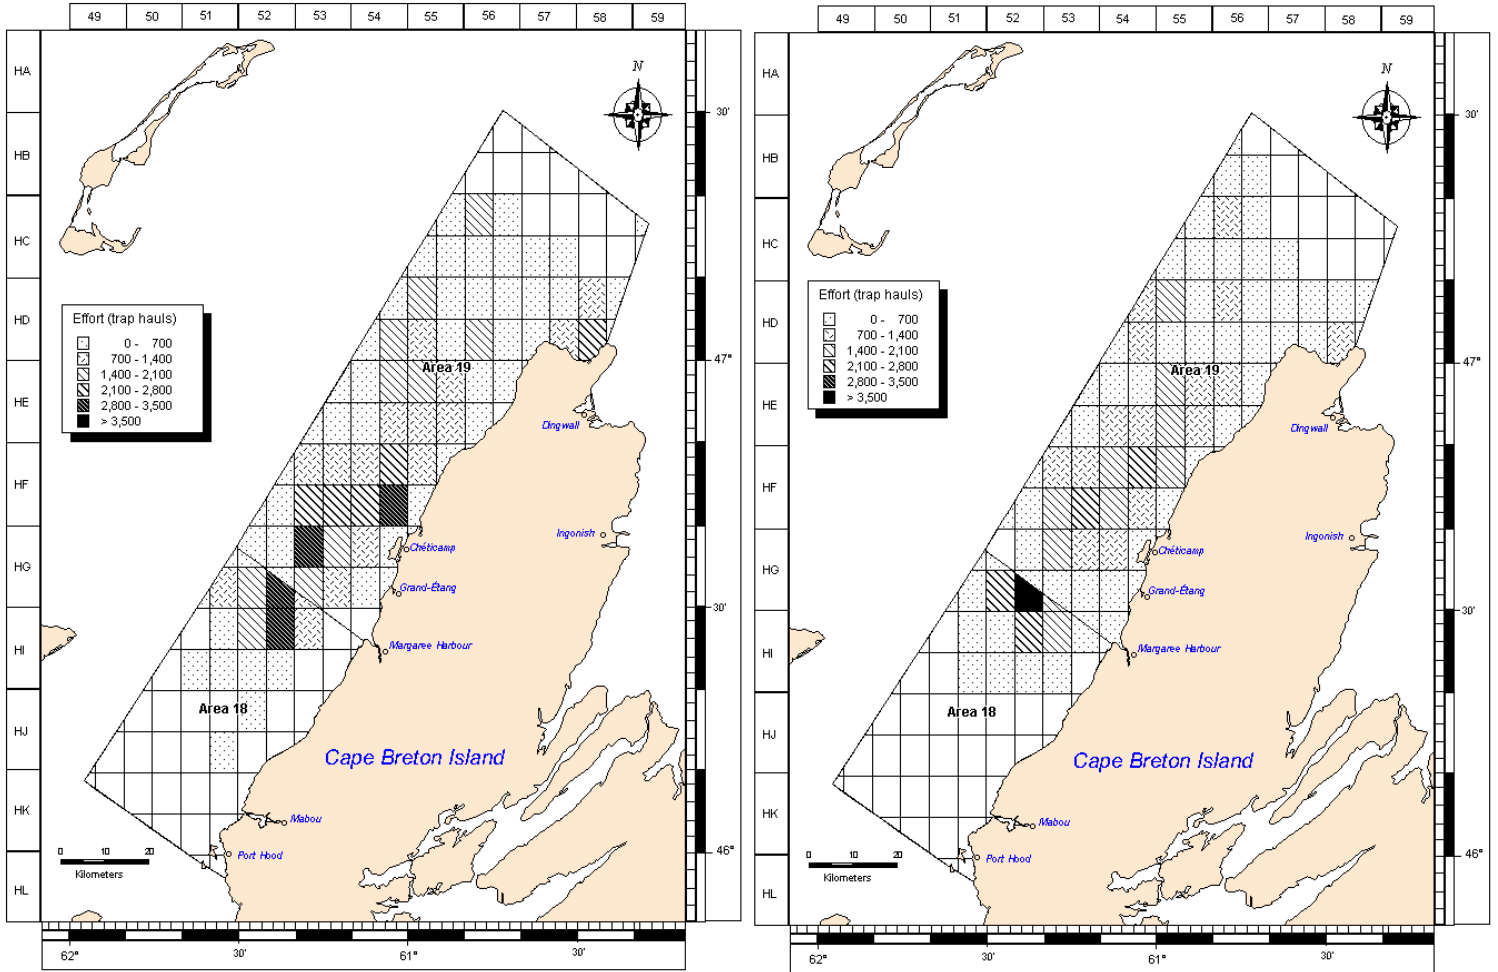 49 50 51 52 53 54 55 56 57 58 59
HA
HB
HC
HD
HE
HF
HG
HI
HJ
HK
HL
N
30'
47°
30'
46°
Effort (trap hauls)
0 - 700
700 - 1,400
1,400 - 2,100
2,100 - 2,800
2,800 - 3,500
> 3,500
Area 19
Dingwall
Ingonish
Chéticamp
Grand-Étang
Margaree Harbour
Area 18
Cape Breton Island
Mabou
Port Hood
0 10 20
Kilometers
62° 30' 61° 30'
49 50 51 52 53 54 55 56 57 58 59
HA
HB
HC
HD
HE
HF
HG
HI
HJ
HK
HL
N
30'
47°
30'
46°
Effort (trap hauls)
0 - 700
700 - 1,400
1,400 - 2,100
2,100 - 2,800
2,800 - 3,500
> 3,500
Area 19
Dingwall
Ingonish
Chéticamp
Grand-Étang
Margaree Harbour
Area 18
Cape Breton Island
Mabou
Port Hood
0 10 20
Kilometers
62° 30' 61° 30'